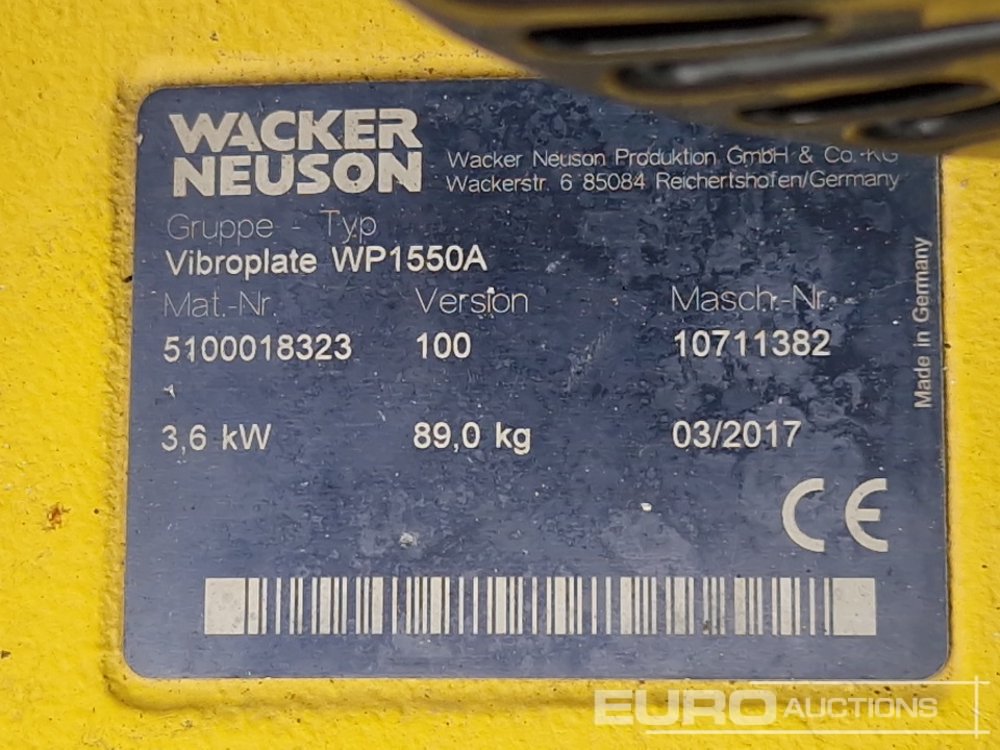 WACKER
NEUSON
Wacker Neuson Produktion GmbH & Co. KG
Wackerstr. 6 85084 Reichertshofen/Germany
Gruppe - Typ
Vibroplate WP1550A
Mat.-Nr. Version Masch.-Nr.
5100018323 100 10711382
3,6 kW 89,0 kg 03/2017
CE
Made in Germany
EURO AUCTIONS